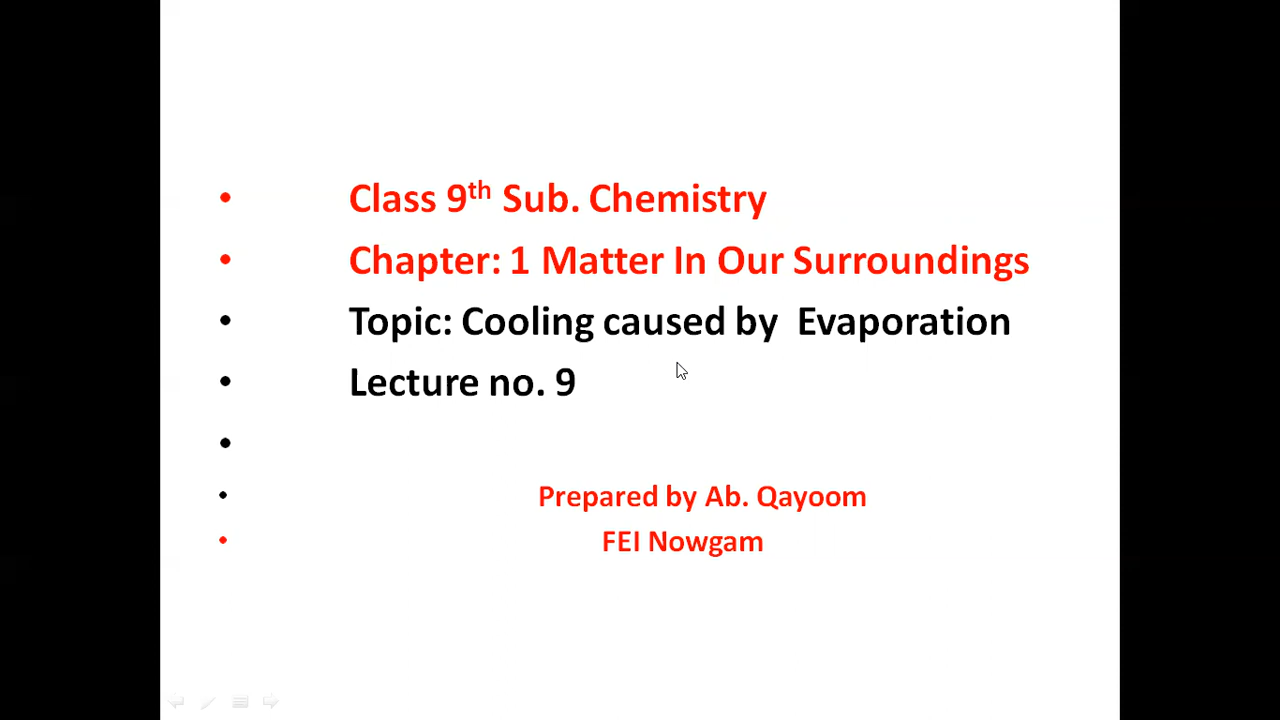 Class 9th Sub. Chemistry
Chapter: 1 Matter In Our Surroundings
Topic: Cooling caused by  Evaporation
Lecture no. 9
Prepared by Ab. Qayoom
FEI Nowgam